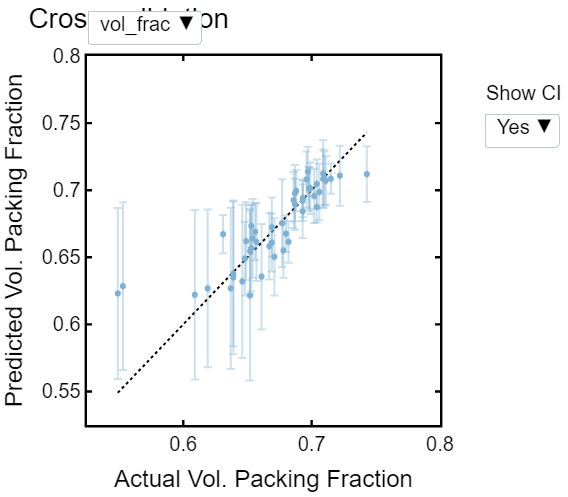 Cros
vol_frac ▼
on
0.8
0.75
0.7
0.65
0.6
0.55
Predicted Vol. Packing Fraction
0.6
0.7
0.8
Actual Vol. Packing Fraction
Show CI
Yes ▼